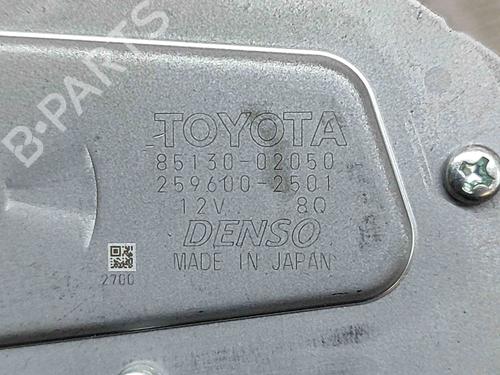 B-PARTS
TOYOTA
85130-02050
259600-2501
12V 8Q
DENSO
MADE IN JAPAN
2700